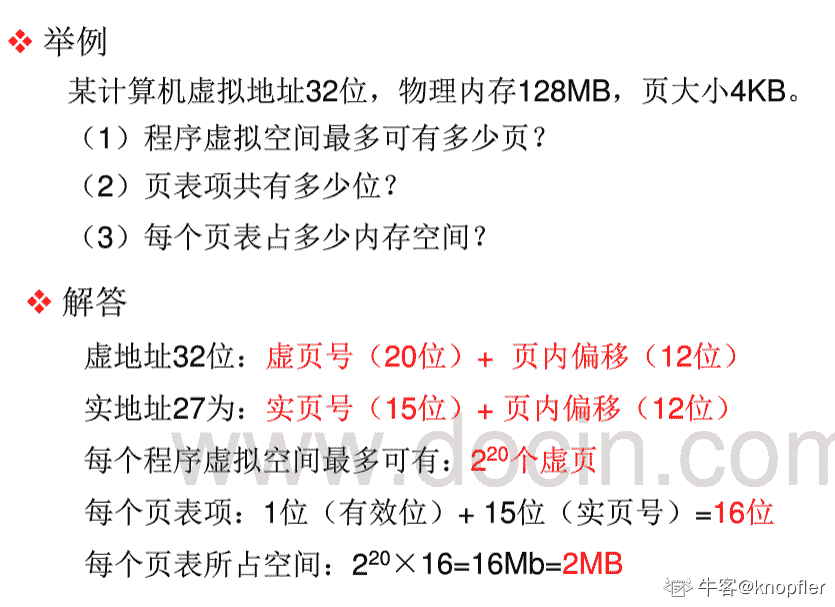 举例
某计算机虚拟地址32位，物理内存128MB，页大小4KB。
（1）程序虚拟空间最多可有多少页？
（2）页表项共有多少位？
（3）每个页表占多少内存空间？
解答
虚地址32位：虚页号（20位）+ 页内偏移（12位）
实地址27为：实页号（15位）+ 页内偏移（12位）
www.docin.com
每个程序虚拟空间最多可有：2²⁰个虚页
每个页表项：1位（有效位）+ 15位（实页号）=16位
每个页表所占空间：2²⁰×16=16Mb=2MB
牛客@knopfler